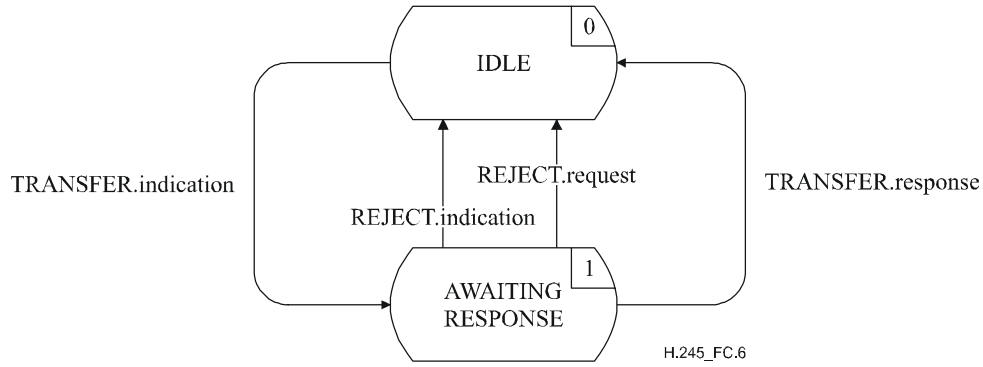 0
IDLE
TRANSFER.indication
REJECT.request
TRANSFER.response
REJECT.indication
1
AWAITING
RESPONSE
H.245_FC.6